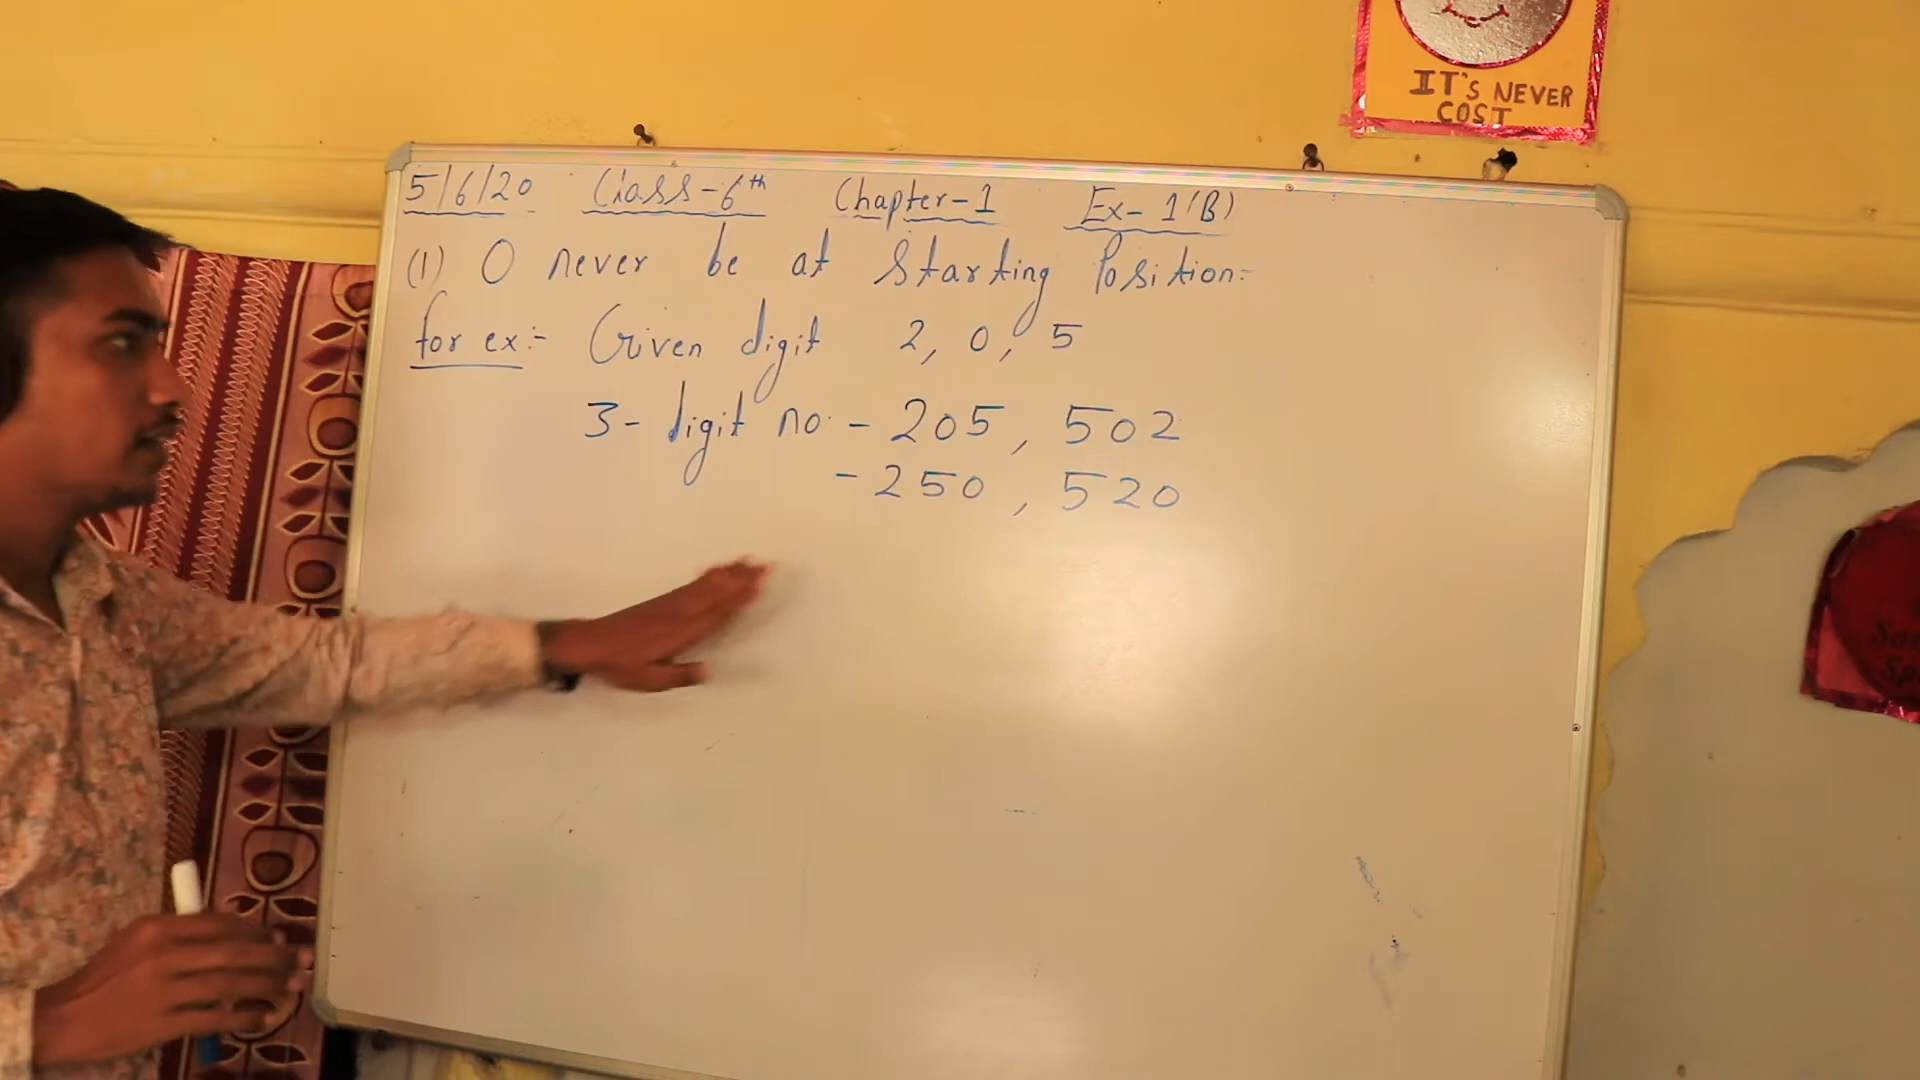 IT'S NEVER
COST
5/6/20 Class-6th Chapter-1 Ex-1(B)
(1) 0 never be at Starting Position:-
for ex:- Given digit 2, 0, 5
3-digit no. - 205, 502
- 250, 520